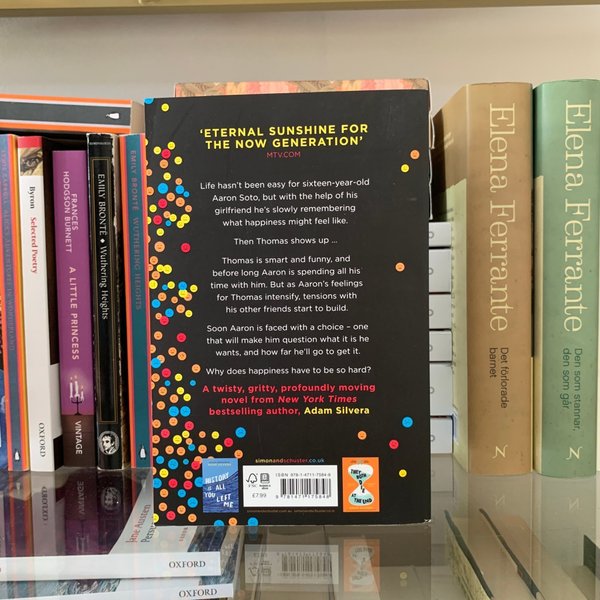 'ETERNAL SUNSHINE FOR
THE NOW GENERATION'
MTV.COM
Life hasn't been easy for sixteen-year-old
Aaron Soto, but with the help of his
girlfriend he's slowly remembering
what happiness might feel like.
Then Thomas shows up ...
Thomas is smart and funny, and
before long Aaron is spending all his
time with him. But as Aaron's feelings
for Thomas intensify, tensions with
his other friends start to build.
Soon Aaron is faced with a choice – one
that will make him question what it is he
wants, and how far he'll go to get it.
Why does happiness have to be so hard?
A twisty, gritty, profoundly moving
novel from New York Times
bestselling author, Adam Silvera
simonandschuster.co.uk
HISTORY
IS ALL
YOU LEFT
ME
FSC
£7.99
ISBN 978-1-4711-7584-8
9 781471 175848
THEY
BOTH
DIE
AT THE END
Byron
Selected Poetry
OXFORD
FRANCES
HODGSON BURNETT
A LITTLE PRINCESS
VINTAGE
EMILY BRONTË
Wuthering Heights
EMILY BRONTË WUTHERING HEIGHTS
Elena Ferrante
Det förlorade
barnet
N
Elena Ferrante
Den som stannar,
den som går
N
Jane Austen
OXFORD
OXFORD